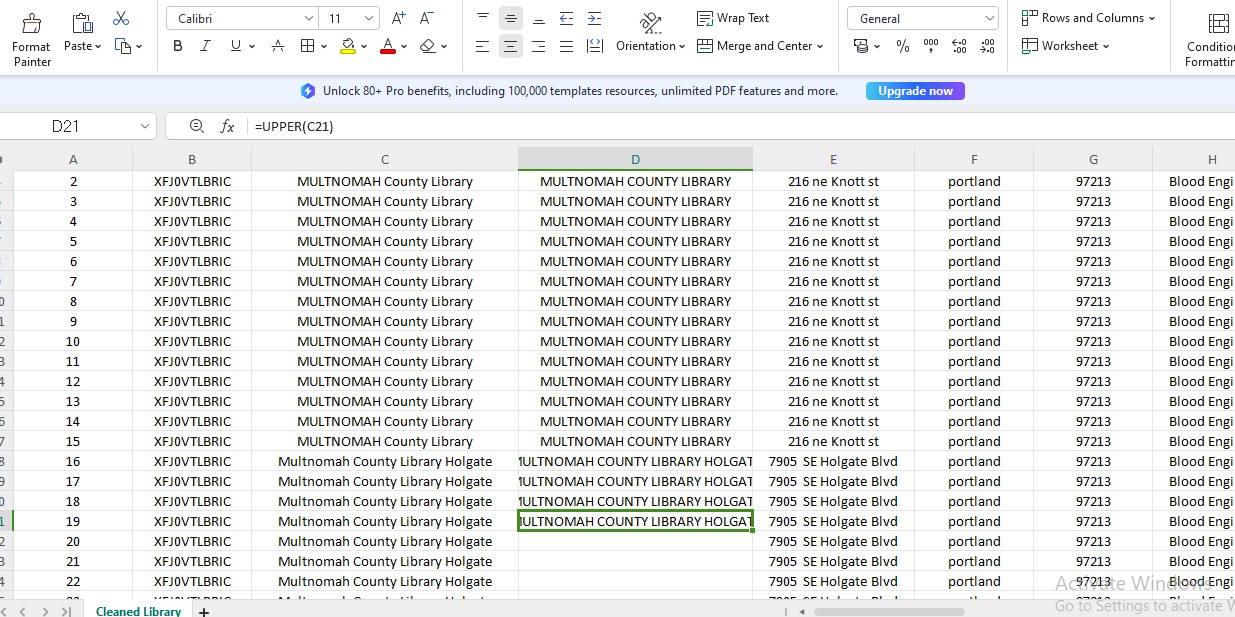 Calibri 11 A+ A- Wrap Text General Rows and Columns
Format Painter Paste B I U A A Orientation Merge and Center % 000 Worksheet Conditio Formattin
Unlock 80+ Pro benefits, including 100,000 templates resources, unlimited PDF features and more. Upgrade now
D21 fx =UPPER(C21)
A B C D E F G H
2 XFJ0VTLBRIC MULTNOMAH County Library MULTNOMAH COUNTY LIBRARY 216 ne Knott st portland 97213 Blood Engi
3 XFJ0VTLBRIC MULTNOMAH County Library MULTNOMAH COUNTY LIBRARY 216 ne Knott st portland 97213 Blood Engi
4 XFJ0VTLBRIC MULTNOMAH County Library MULTNOMAH COUNTY LIBRARY 216 ne Knott st portland 97213 Blood Engi
5 XFJ0VTLBRIC MULTNOMAH County Library MULTNOMAH COUNTY LIBRARY 216 ne Knott st portland 97213 Blood Engi
6 XFJ0VTLBRIC MULTNOMAH County Library MULTNOMAH COUNTY LIBRARY 216 ne Knott st portland 97213 Blood Engi
7 XFJ0VTLBRIC MULTNOMAH County Library MULTNOMAH COUNTY LIBRARY 216 ne Knott st portland 97213 Blood Engi
8 XFJ0VTLBRIC MULTNOMAH County Library MULTNOMAH COUNTY LIBRARY 216 ne Knott st portland 97213 Blood Engi
9 XFJ0VTLBRIC MULTNOMAH County Library MULTNOMAH COUNTY LIBRARY 216 ne Knott st portland 97213 Blood Engi
10 XFJ0VTLBRIC MULTNOMAH County Library MULTNOMAH COUNTY LIBRARY 216 ne Knott st portland 97213 Blood Engi
11 XFJ0VTLBRIC MULTNOMAH County Library MULTNOMAH COUNTY LIBRARY 216 ne Knott st portland 97213 Blood Engi
12 XFJ0VTLBRIC MULTNOMAH County Library MULTNOMAH COUNTY LIBRARY 216 ne Knott st portland 97213 Blood Engi
13 XFJ0VTLBRIC MULTNOMAH County Library MULTNOMAH COUNTY LIBRARY 216 ne Knott st portland 97213 Blood Engi
14 XFJ0VTLBRIC MULTNOMAH County Library MULTNOMAH COUNTY LIBRARY 216 ne Knott st portland 97213 Blood Engi
15 XFJ0VTLBRIC MULTNOMAH County Library MULTNOMAH COUNTY LIBRARY 216 ne Knott st portland 97213 Blood Engi
16 XFJ0VTLBRIC Multnomah County Library Holgate ULTNOMAH COUNTY LIBRARY HOLGAT 7905 SE Holgate Blvd portland 97213 Blood Engi
17 XFJ0VTLBRIC Multnomah County Library Holgate ULTNOMAH COUNTY LIBRARY HOLGAT 7905 SE Holgate Blvd portland 97213 Blood Engi
18 XFJ0VTLBRIC Multnomah County Library Holgate ULTNOMAH COUNTY LIBRARY HOLGAT 7905 SE Holgate Blvd portland 97213 Blood Engi
19 XFJ0VTLBRIC Multnomah County Library Holgate ULTNOMAH COUNTY LIBRARY HOLGAT 7905 SE Holgate Blvd portland 97213 Blood Engi
20 XFJ0VTLBRIC Multnomah County Library Holgate 7905 SE Holgate Blvd portland 97213 Blood Engi
21 XFJ0VTLBRIC Multnomah County Library Holgate 7905 SE Holgate Blvd portland 97213 Blood Engi
22 XFJ0VTLBRIC Multnomah County Library Holgate 7905 SE Holgate Blvd portland 97213 Blood Engi
Activate Windows
Cleaned Library +
Go to Settings to activate W